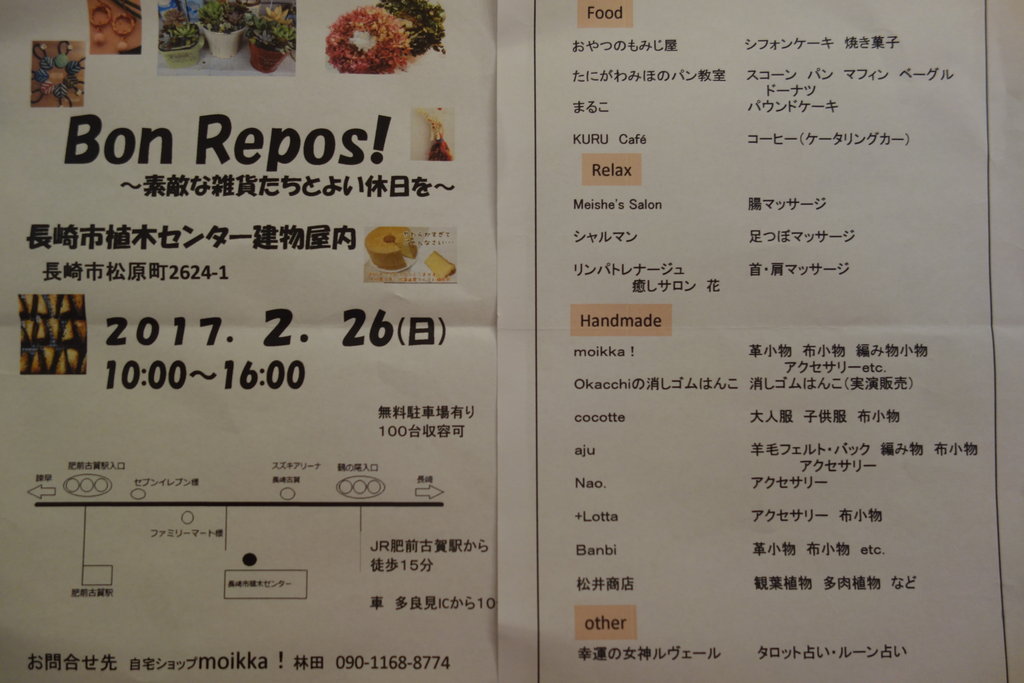 Bon Repos!
～素敵な雑貨たちとよい休日を～
長崎市植木センター建物屋内
長崎市松原町2624-1
2017. 2. 26(日)
10:00～16:00
無料駐車場有り
100台収容可
肥前古賀駅入口
スズキアリーナ
長崎古賀
鶴の尾入口
諫早
セブンイレブン様
長崎
ファミリーマート様
長崎市植木センター
肥前古賀駅
JR肥前古賀駅から
徒歩15分
車 多良見ICから10
お問合せ先 自宅ショップmoikka！林田 090-1168-8774
Food
おやつのもみじ屋 シフォンケーキ 焼き菓子
たにがわみほのパン教室 スコーン パン マフィン ベーグル
ドーナツ
まるこ パウンドケーキ
KURU Café コーヒー(ケータリングカー)
Relax
Meishe's Salon 腸マッサージ
シャルマン 足つぼマッサージ
リンパトレナージュ 首・肩マッサージ
癒しサロン 花
Handmade
moikka！ 革小物 布小物 編み物小物
アクセサリーetc.
Okacchiの消しゴムはんこ 消しゴムはんこ(実演販売)
cocotte 大人服 子供服 布小物
aju 羊毛フェルト・バック 編み物 布小物
アクセサリー
Nao. アクセサリー
+Lotta アクセサリー 布小物
Banbi 革小物 布小物 etc.
松井商店 観葉植物 多肉植物 など
other
幸運の女神ルヴェール タロット占い・ルーン占い